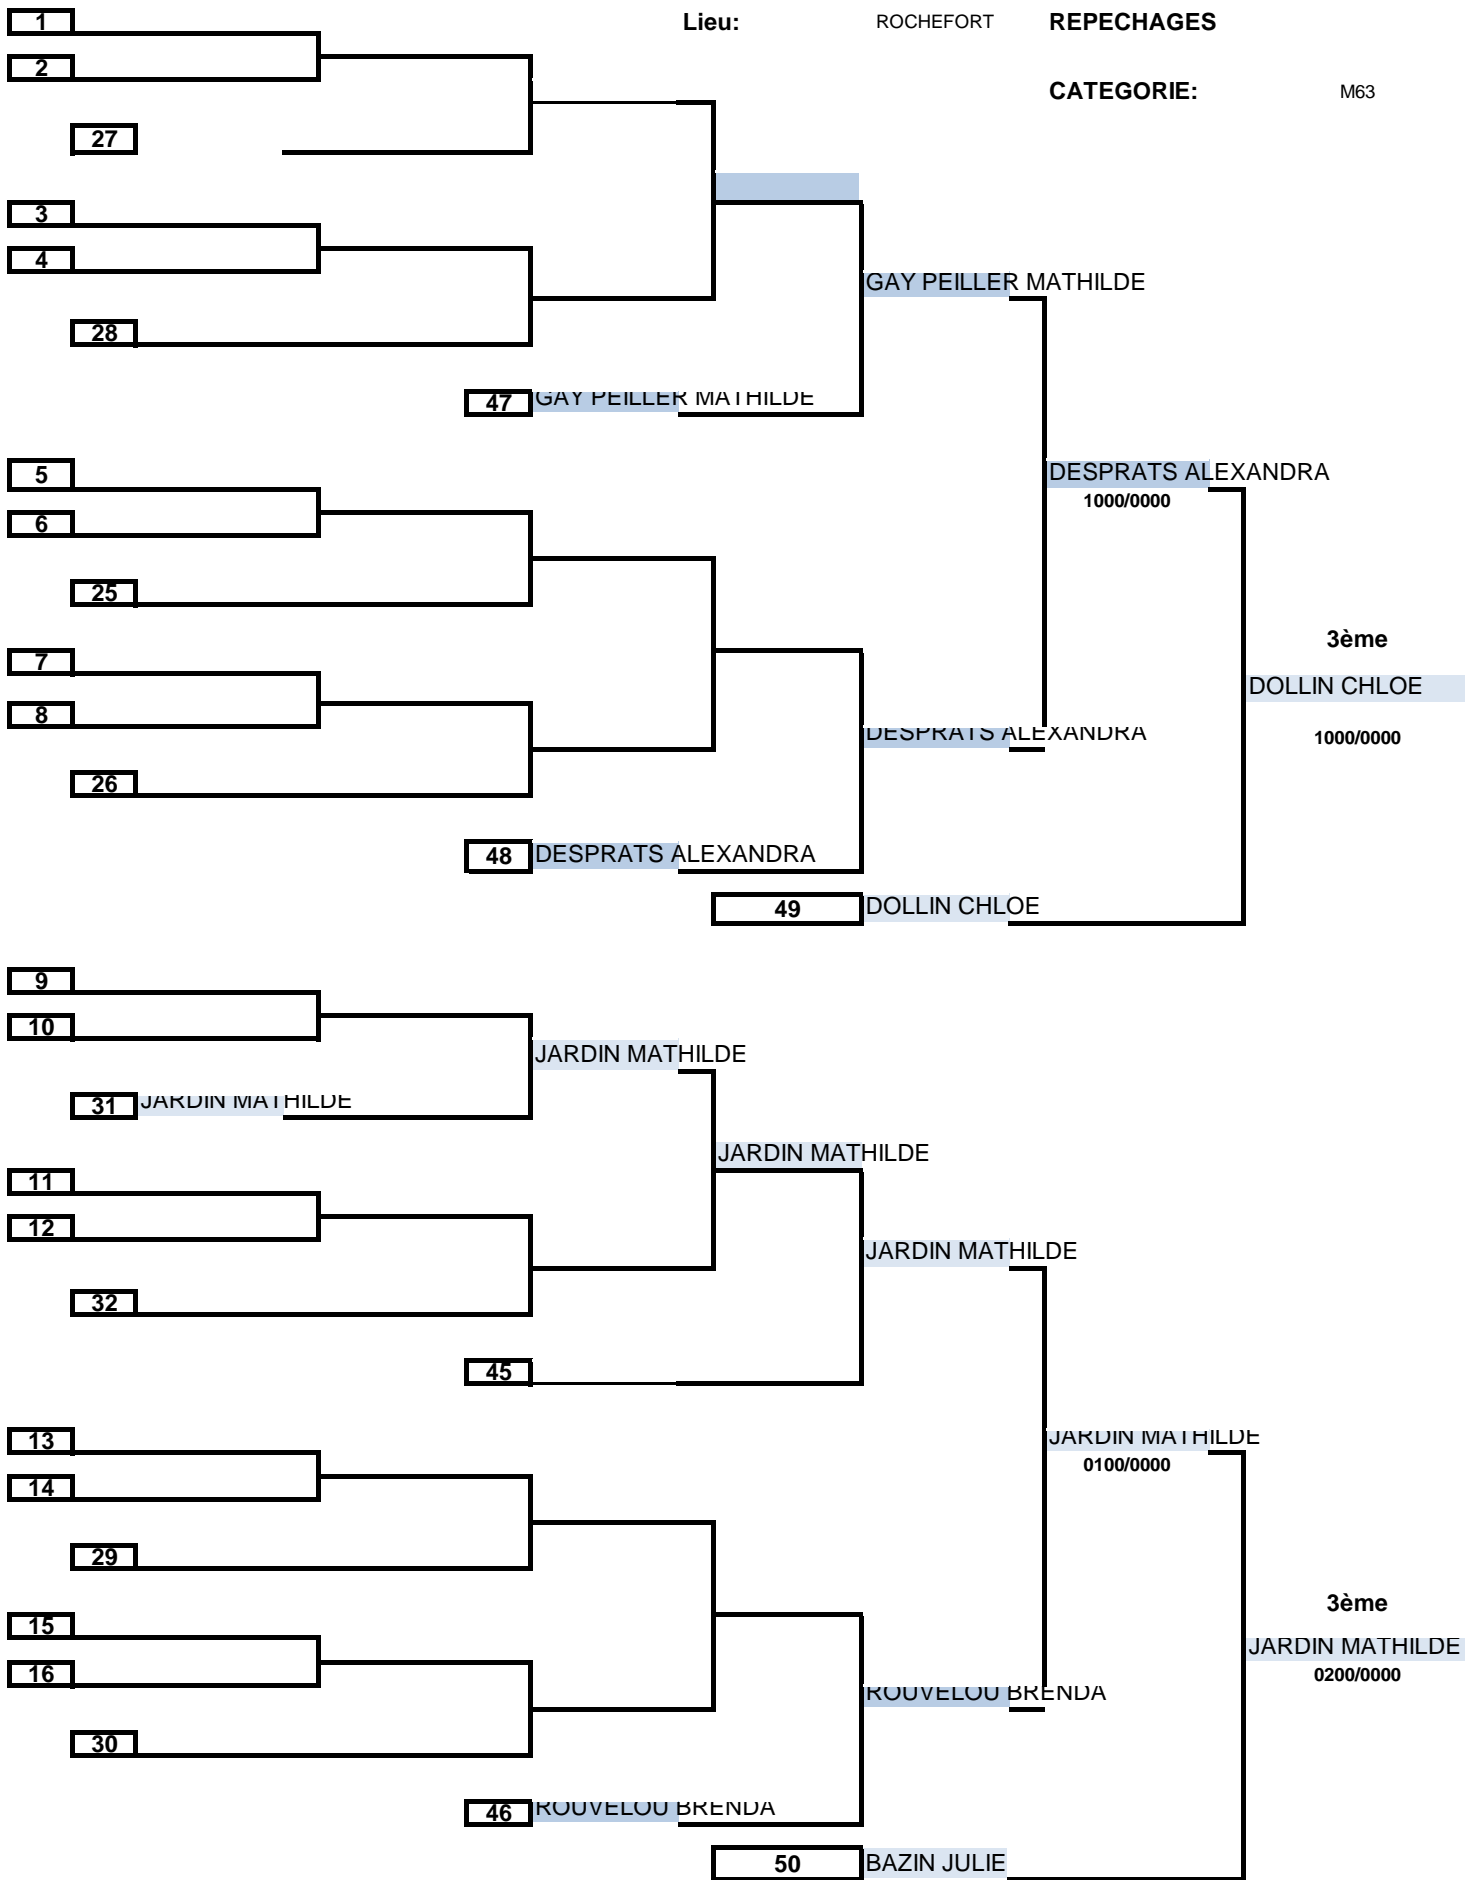 1
Lieu: ROCHEFORT REPECHAGES
2
CATEGORIE: M63
27
3
4
GAY PEILLER MATHILDE
28
47 GAY PEILLER MATHILDE
5
DESPRATS ALEXANDRA
1000/0000
6
25
3ème
7
DOLLIN CHLOE
8
DESPRATS ALEXANDRA
1000/0000
26
48 DESPRATS ALEXANDRA
49 DOLLIN CHLOE
9
10
JARDIN MATHILDE
31 JARDIN MATHILDE
JARDIN MATHILDE
11
12
JARDIN MATHILDE
32
45
13
JARDIN MATHILDE
0100/0000
14
29
3ème
15
JARDIN MATHILDE
16
0200/0000
ROUVELOU BRENDA
30
46 ROUVELOU BRENDA
50 BAZIN JULIE